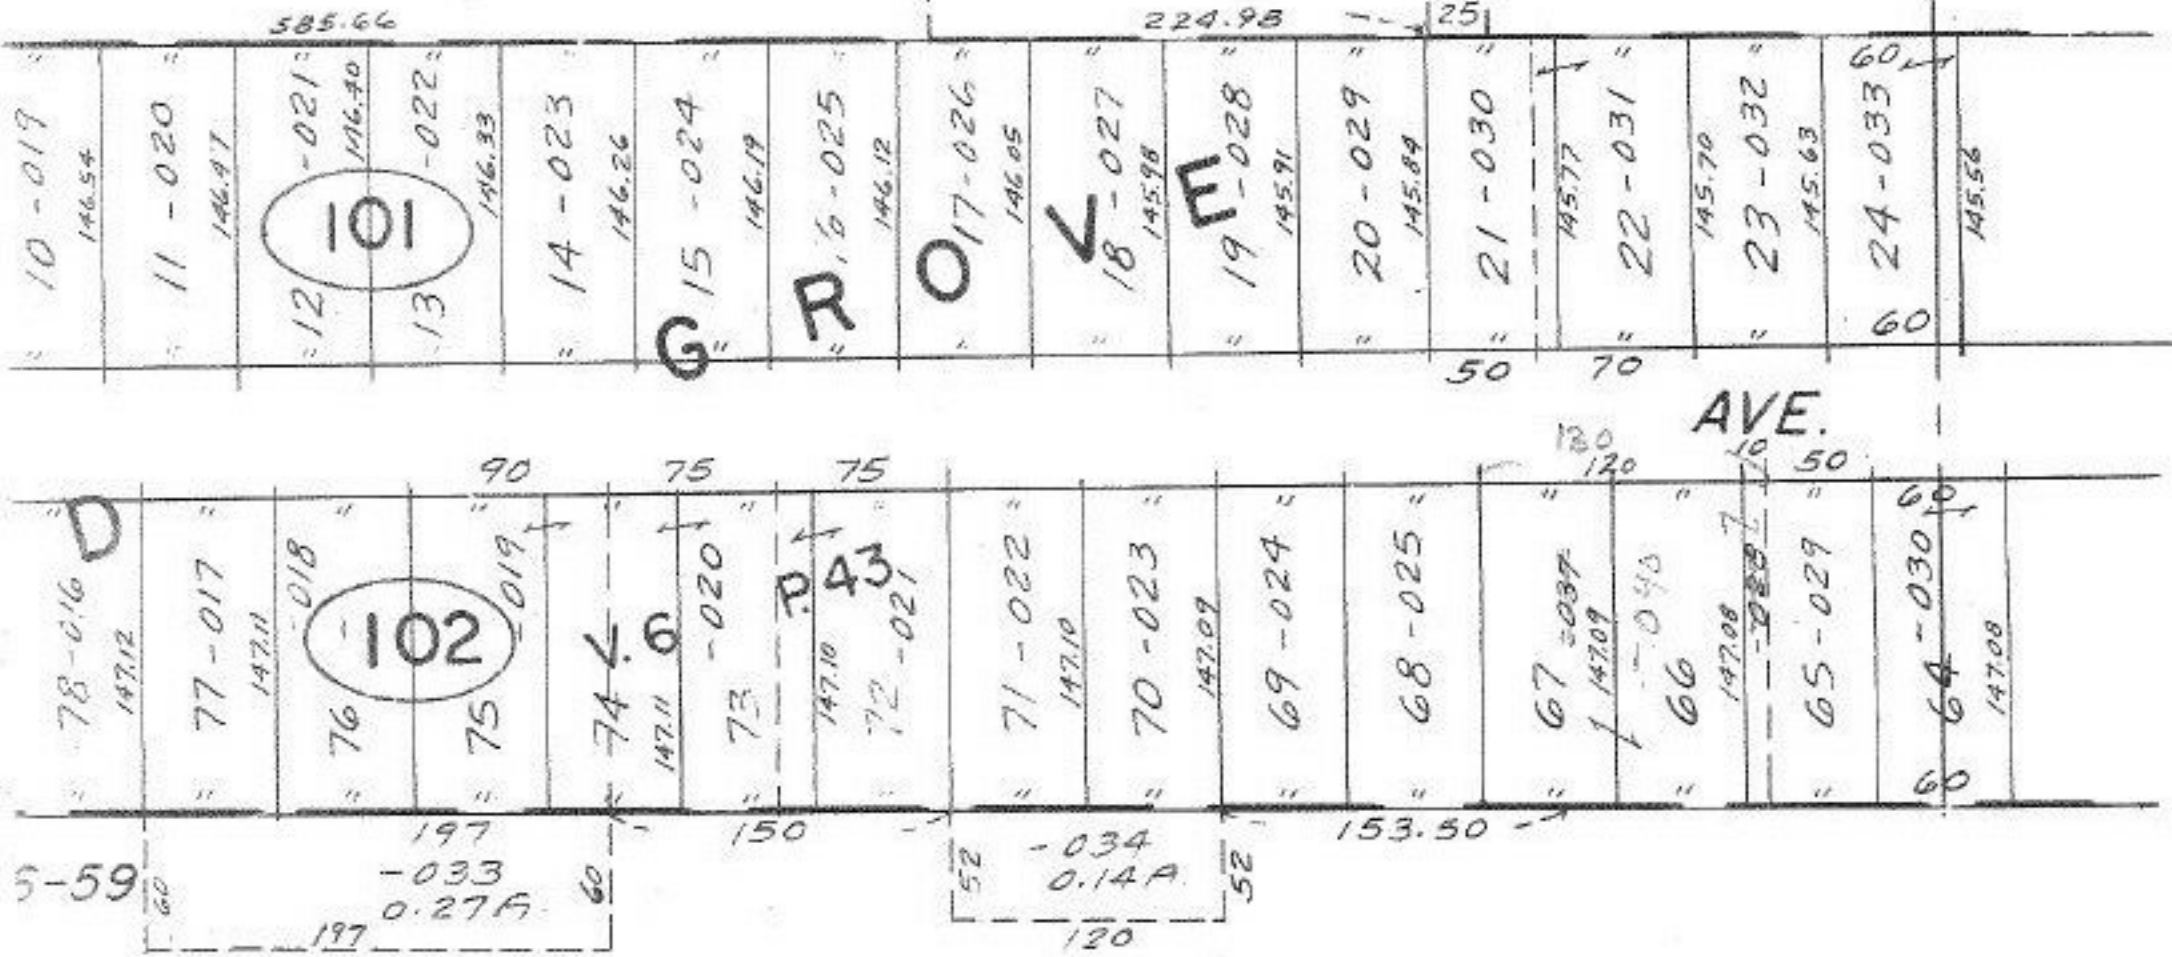 585.66 224.98 25
" " " " " " " " " " " " " " 60
10-019 146.54
11-020 146.47
12 -021 146.40
13 -022 146.33
101
14-023 146.26
15-024 146.19
16-025 146.12
17-026 146.05
18-027 145.98
19-028 145.91
20-029 145.84
21-030 145.77
22-031 145.70
23-032 145.63
24-033 145.56
GROVE
" " " " " " " " " " " " " " 60
50 70
AVE.
90 75 75 130 120 10 50
D
" " " " " " " " " " " " 60
78-016 147.12
77-017 147.11
76 -018
75 -019
102
74 147.11
V. 6
73 -020 147.10
P. 43
72-021
71-022 147.10
70-023 147.09
69-024
68-025
67 -039 147.09
66 -040 147.08
65-029
64-030 147.08
" " " " " " " " " " " " 60
197 150 153.50
-033 -034
0.27A. 0.14A.
-59 60 60 52 52
197 120